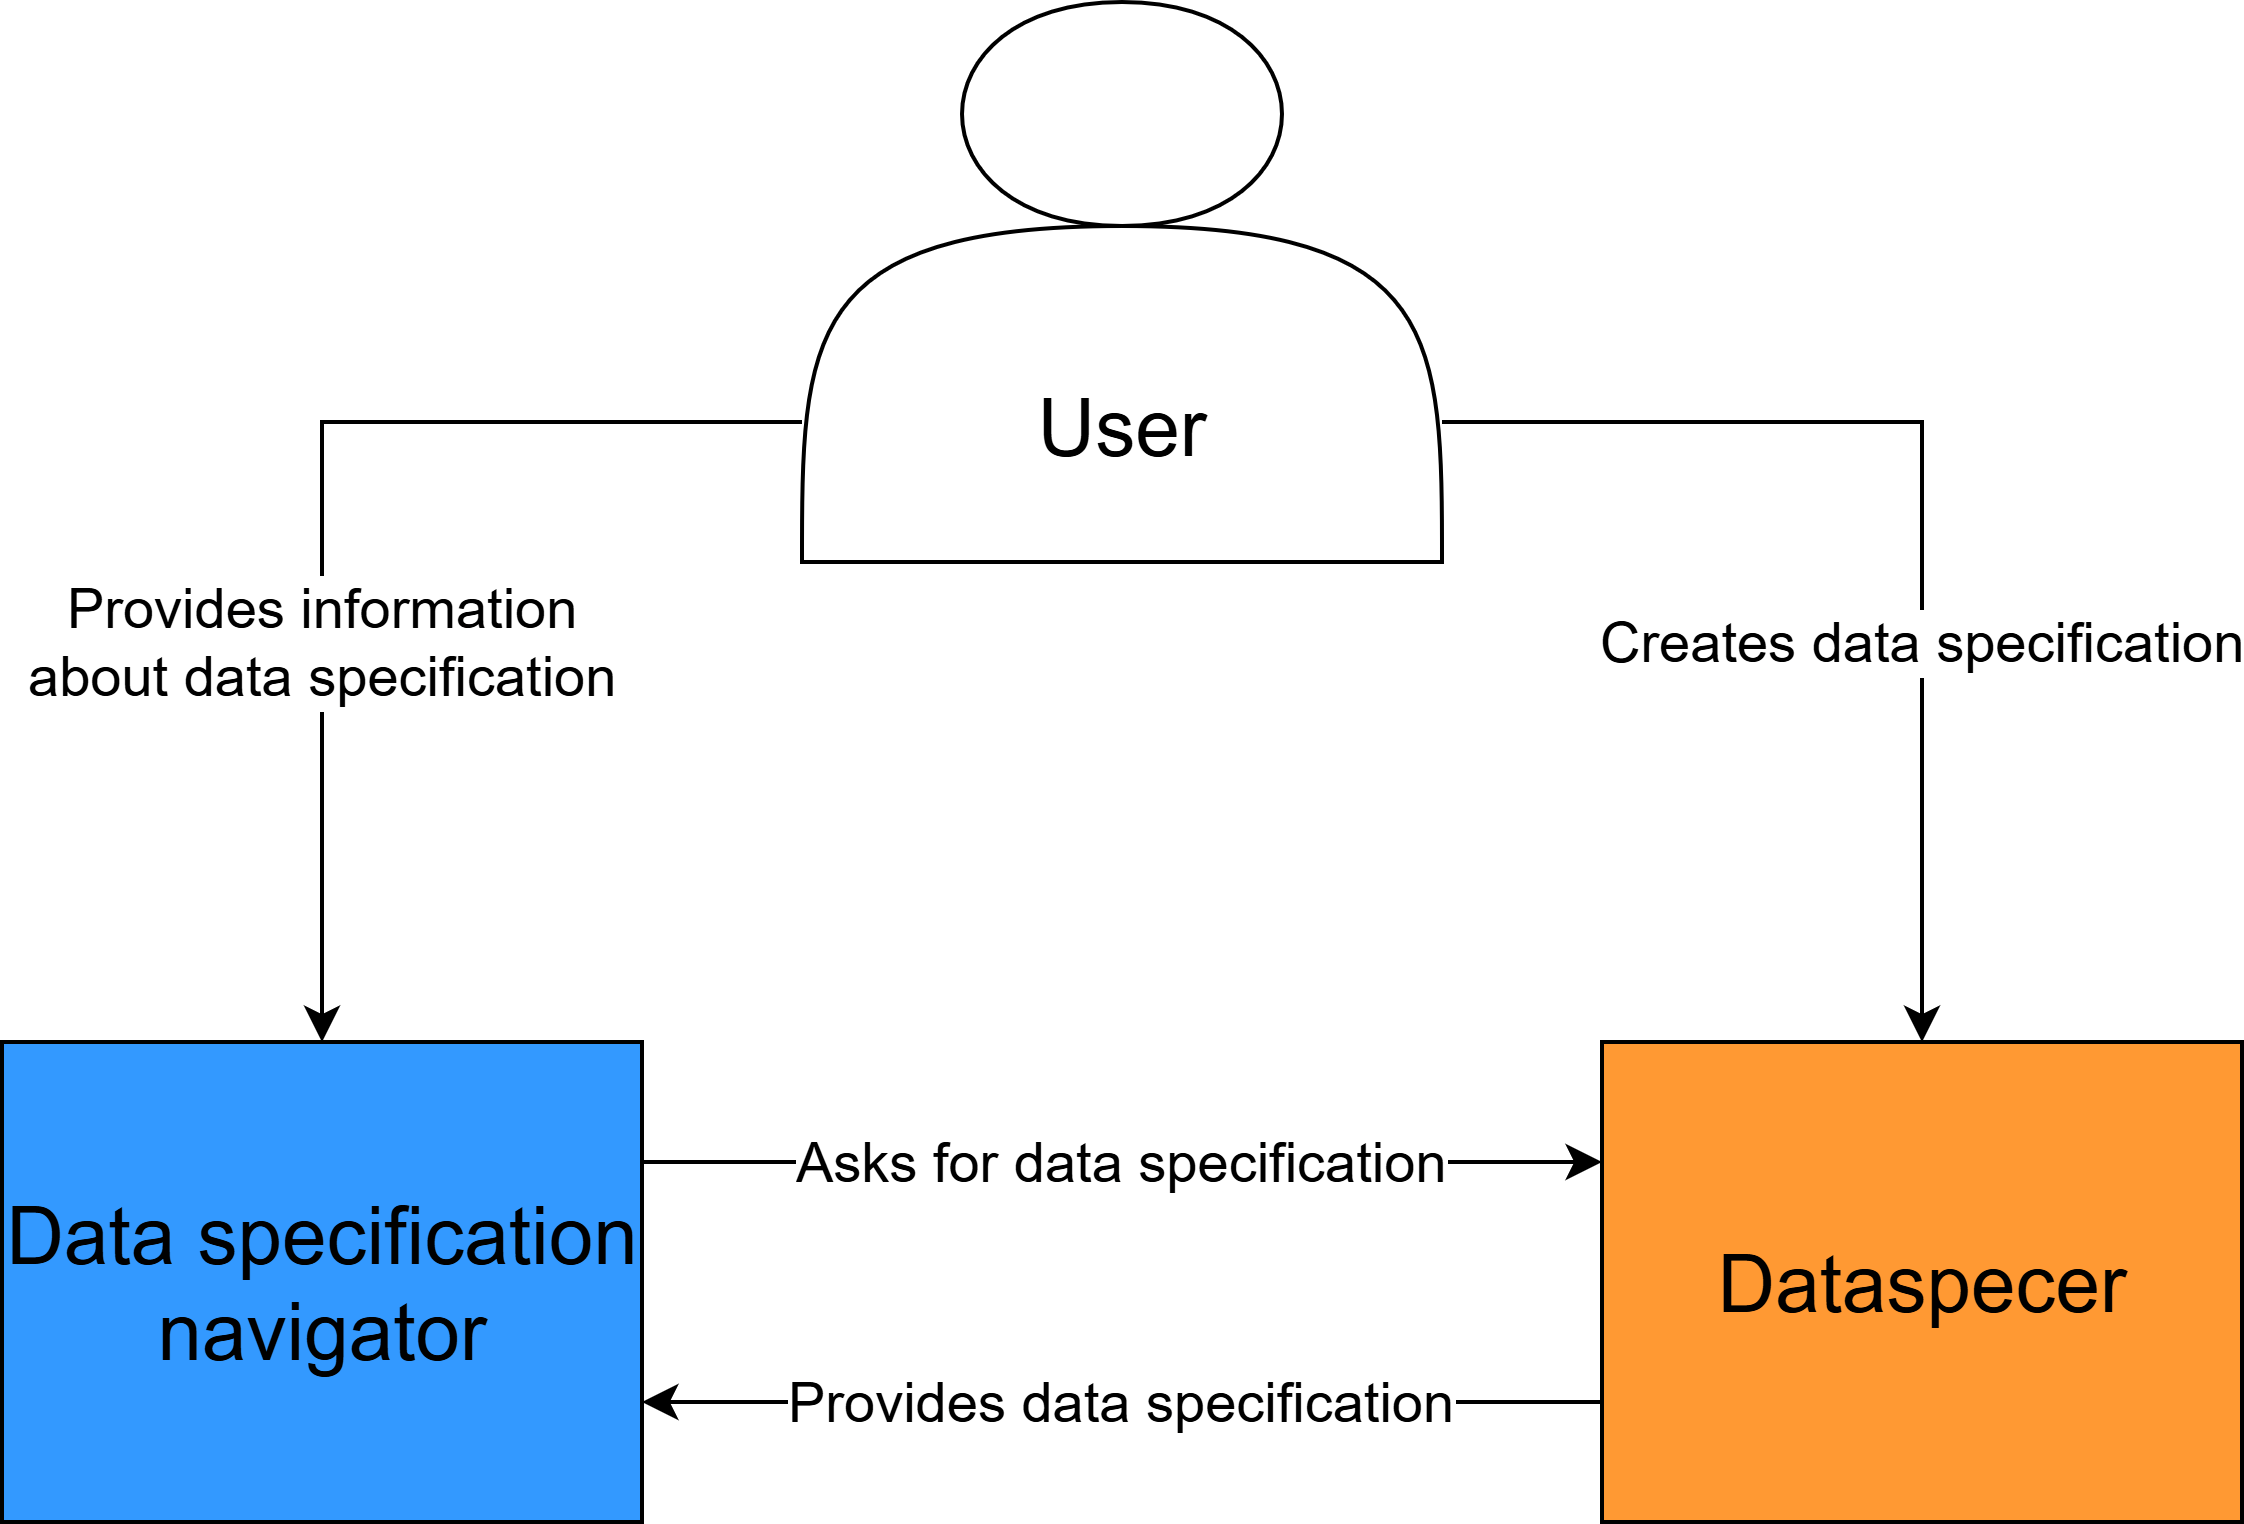 User
Provides information
about data specification
Creates data specification
Asks for data specification
Data specification
navigator
Dataspecer
Provides data specification